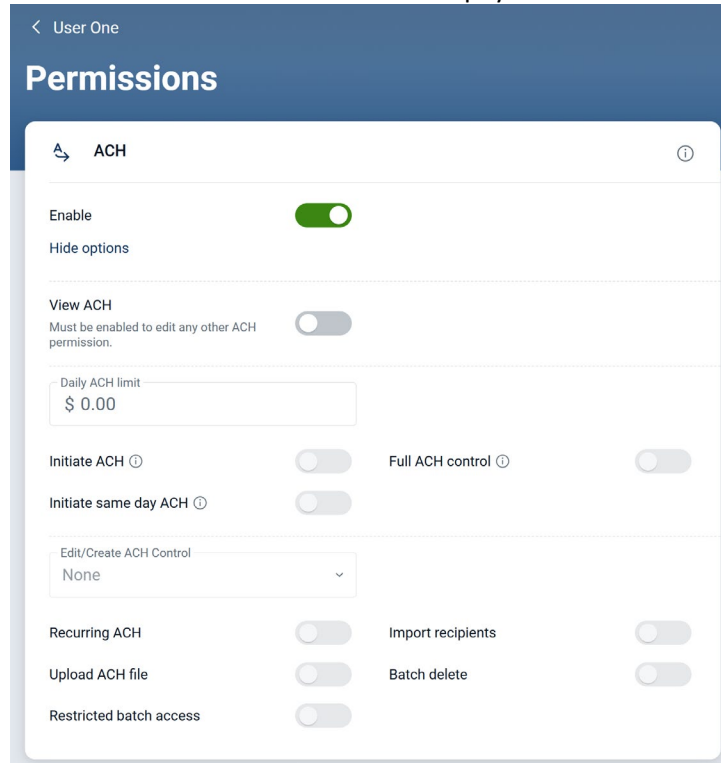 User One
Permissions
ACH
Enable
Hide options
View ACH
Must be enabled to edit any other ACH
permission.
Daily ACH limit
$ 0.00
Initiate ACH
Full ACH control
Initiate same day ACH
Edit/Create ACH Control
None
Recurring ACH
Import recipients
Upload ACH file
Batch delete
Restricted batch access